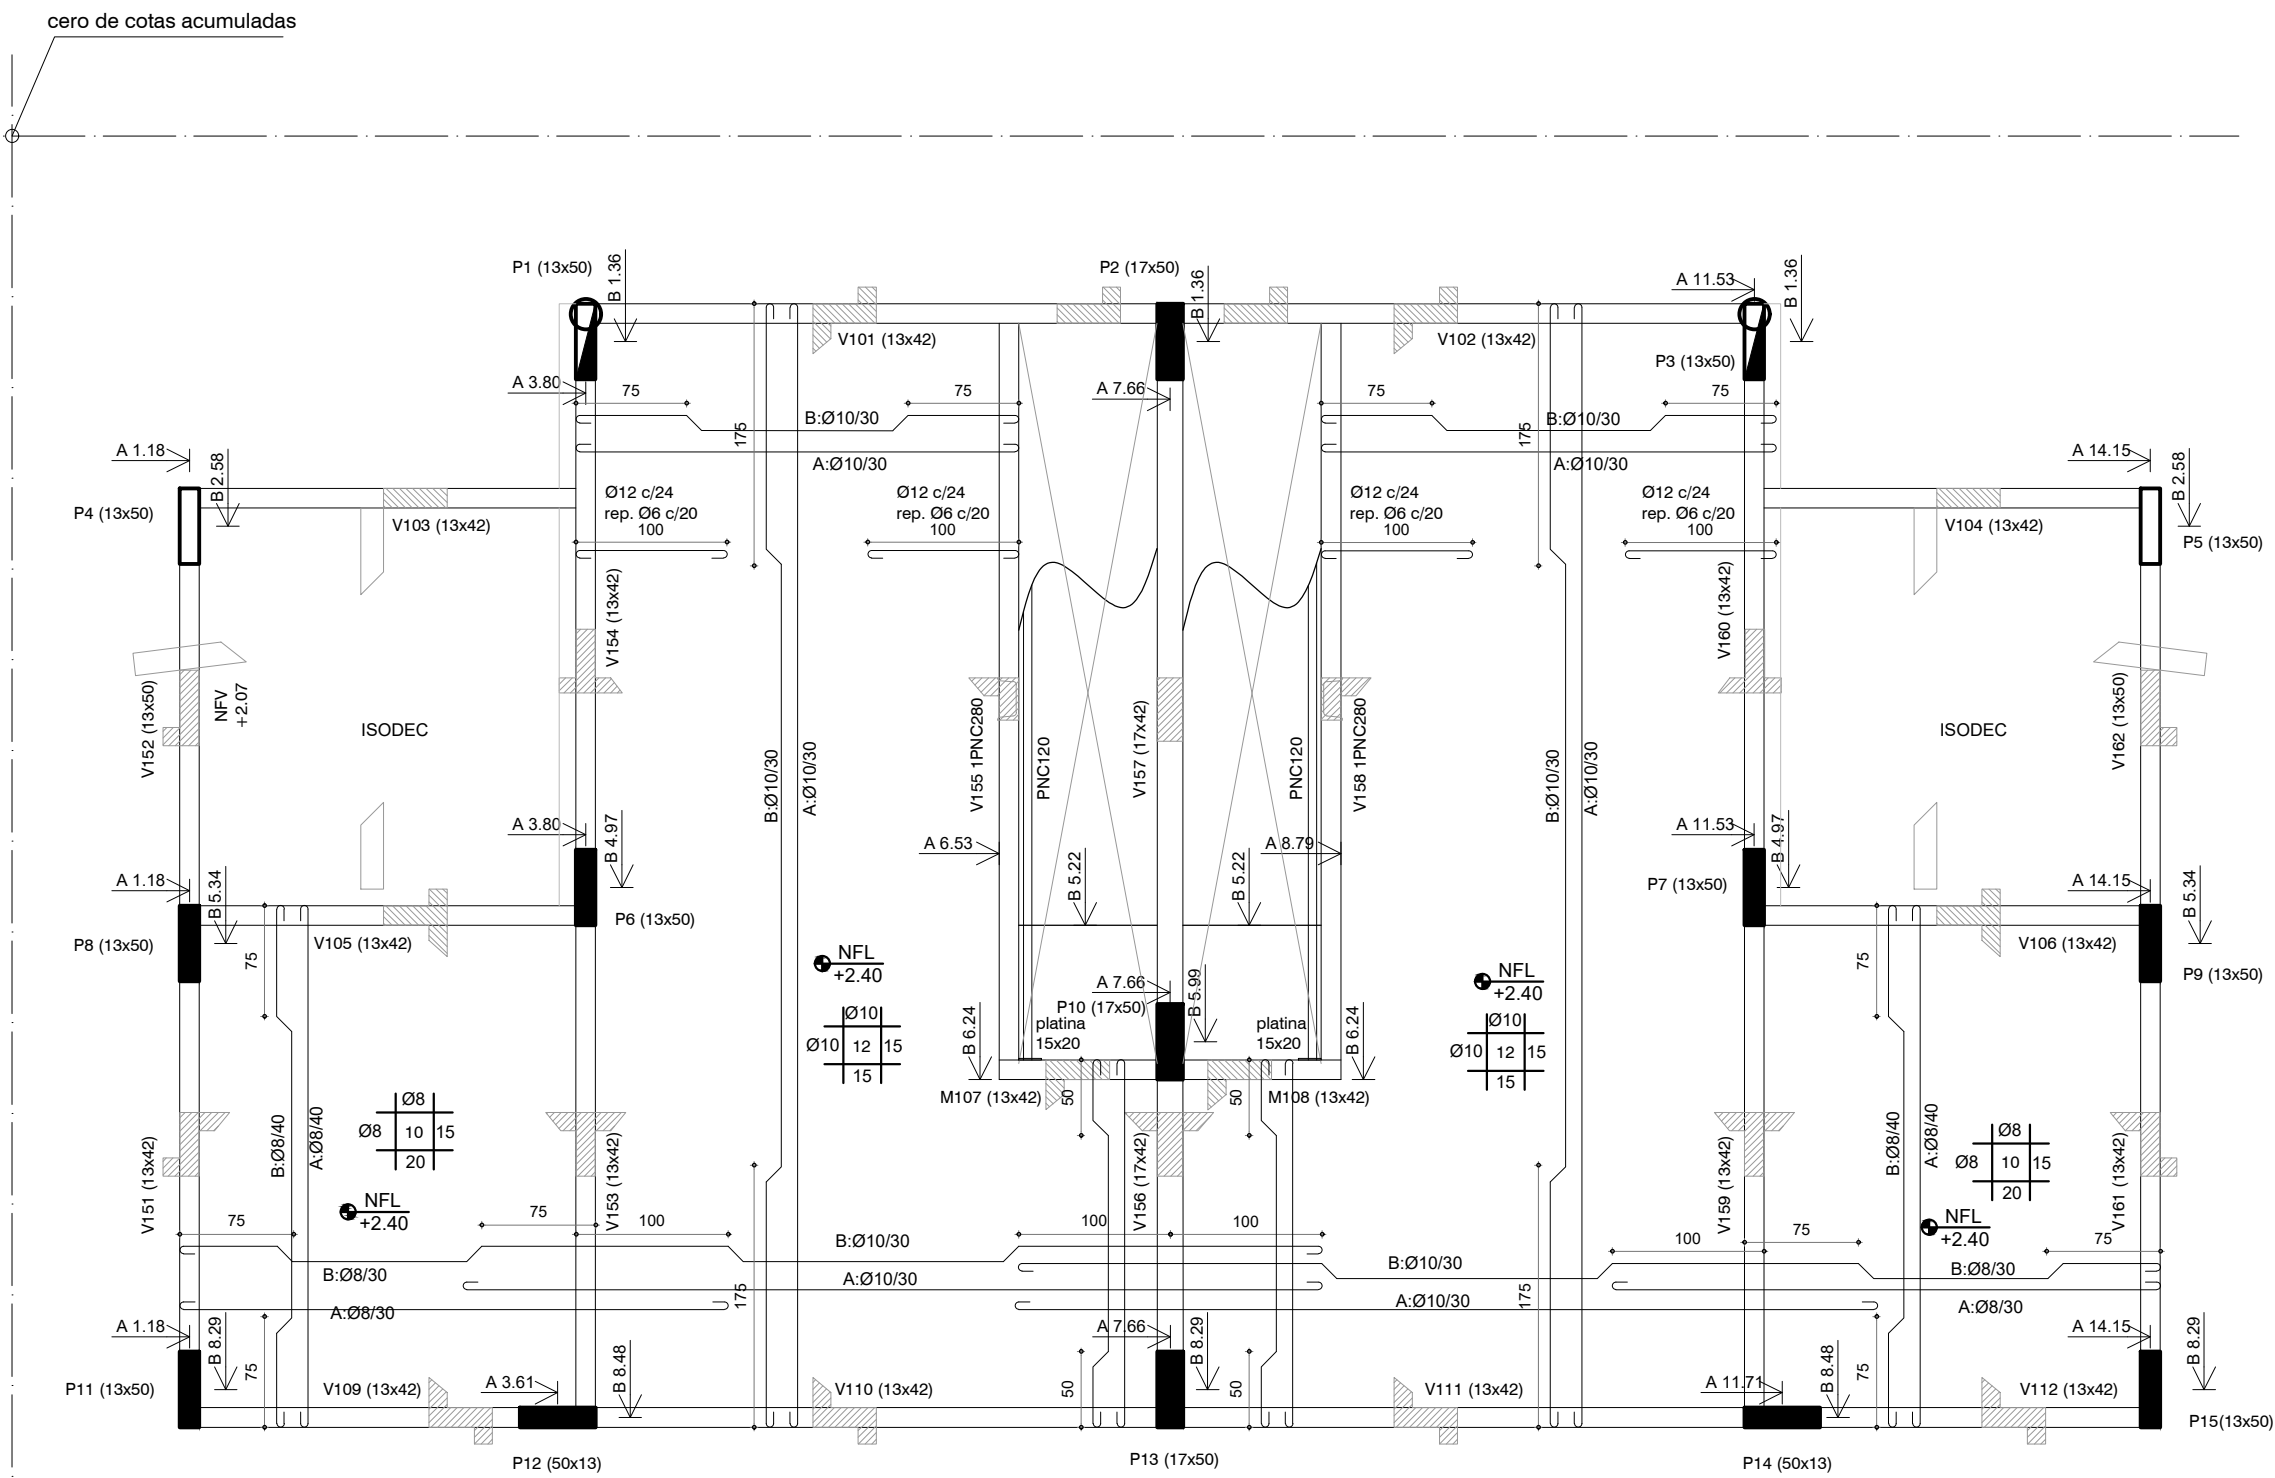 cero de cotas acumuladas
P1 (13x50)
B 1.36
P2 (17x50)
B 1.36
A 11.53
B 1.36
V101 (13x42)
V102 (13x42)
P3 (13x50)
A 3.80
75
75
A 7.66
75
75
B:Ø10/30
B:Ø10/30
175
175
A:Ø10/30
A:Ø10/30
A 1.18
B 2.58
A 14.15
B 2.58
P4 (13x50)
V103 (13x42)
Ø12 c/24
rep. Ø6 c/20
100
Ø12 c/24
rep. Ø6 c/20
100
Ø12 c/24
rep. Ø6 c/20
100
Ø12 c/24
rep. Ø6 c/20
100
V104 (13x42)
P5 (13x50)
V154 (13x42)
V160 (13x42)
V152 (13x50)
NFV
+2.07
ISODEC
B:Ø10/30
A:Ø10/30
V155 1PNC280
PNC120
V157 (17x42)
PNC120
V158 1PNC280
B:Ø10/30
A:Ø10/30
ISODEC
V162 (13x50)
A 3.80
B 4.97
A 6.53
A 8.79
A 11.53
B 4.97
A 1.18
B 5.34
B 5.22
B 5.22
A 14.15
B 5.34
P6 (13x50)
P7 (13x50)
P8 (13x50)
V105 (13x42)
75
V106 (13x42)
75
P9 (13x50)
NFL
+2.40
NFL
+2.40
A 7.66
B 5.99
P10 (17x50)
platina
15x20
platina
15x20
B 6.24
B 6.24
Ø10
Ø10 12 15
15
Ø10
Ø10 12 15
15
M107 (13x42)
50
50
M108 (13x42)
Ø8
Ø8 10 15
20
Ø8
Ø8 10 15
20
V151 (13x42)
B:Ø8/40
A:Ø8/40
V153 (13x42)
V156 (17x42)
V159 (13x42)
B:Ø8/40
A:Ø8/40
V161 (13x42)
NFL
+2.40
NFL
+2.40
75
75
100
100
100
100
75
75
B:Ø8/30
B:Ø10/30
B:Ø10/30
B:Ø8/30
A:Ø10/30
A:Ø10/30
A:Ø8/30
A:Ø8/30
175
175
A 1.18
B 8.29
A 7.66
B 8.29
A 14.15
B 8.29
P11 (13x50)
75
V109 (13x42)
A 3.61
B 8.48
V110 (13x42)
50
50
V111 (13x42)
A 11.71
B 8.48
75
V112 (13x42)
P15(13x50)
P12 (50x13)
P13 (17x50)
P14 (50x13)